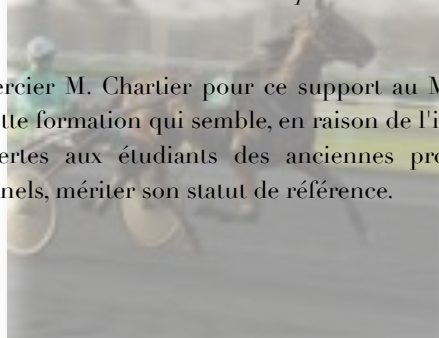 ercier M. Chartier pour ce support au M
tte formation qui semble, en raison de l'i
ertes aux étudiants des anciennes pro
nels, mériter son statut de référence.